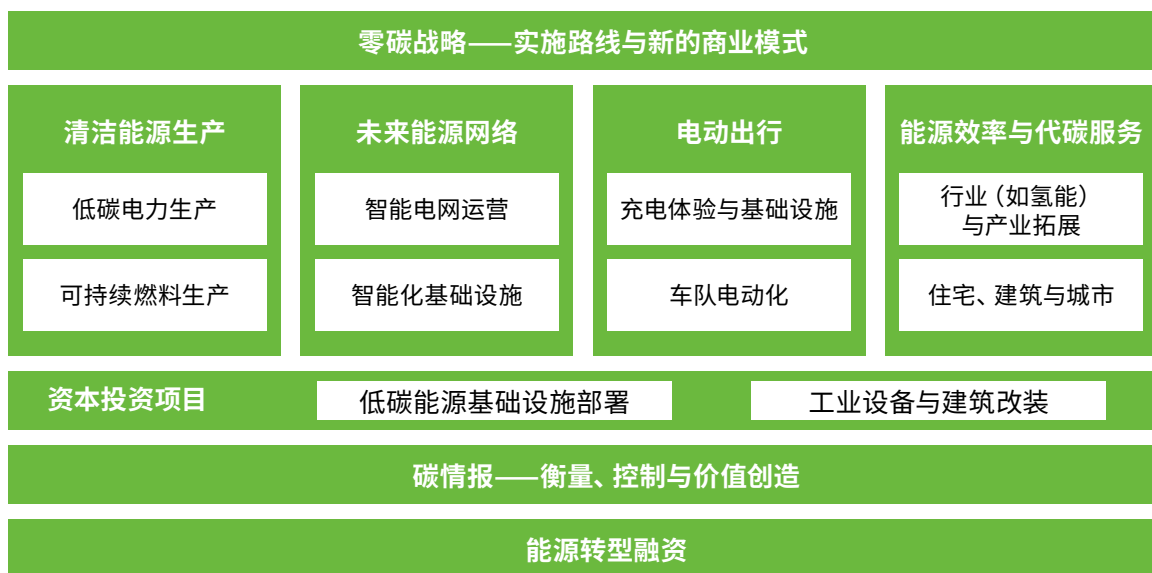 零碳战略——实施路线与新的商业模式
清洁能源生产
低碳电力生产
可持续燃料生产
未来能源网络
智能电网运营
智能化基础设施
电动出行
充电体验与基础设施
车队电动化
能源效率与代碳服务
行业（如氢能）
与产业拓展
住宅、建筑与城市
资本投资项目
低碳能源基础设施部署
工业设备与建筑改装
碳情报——衡量、控制与价值创造
能源转型融资